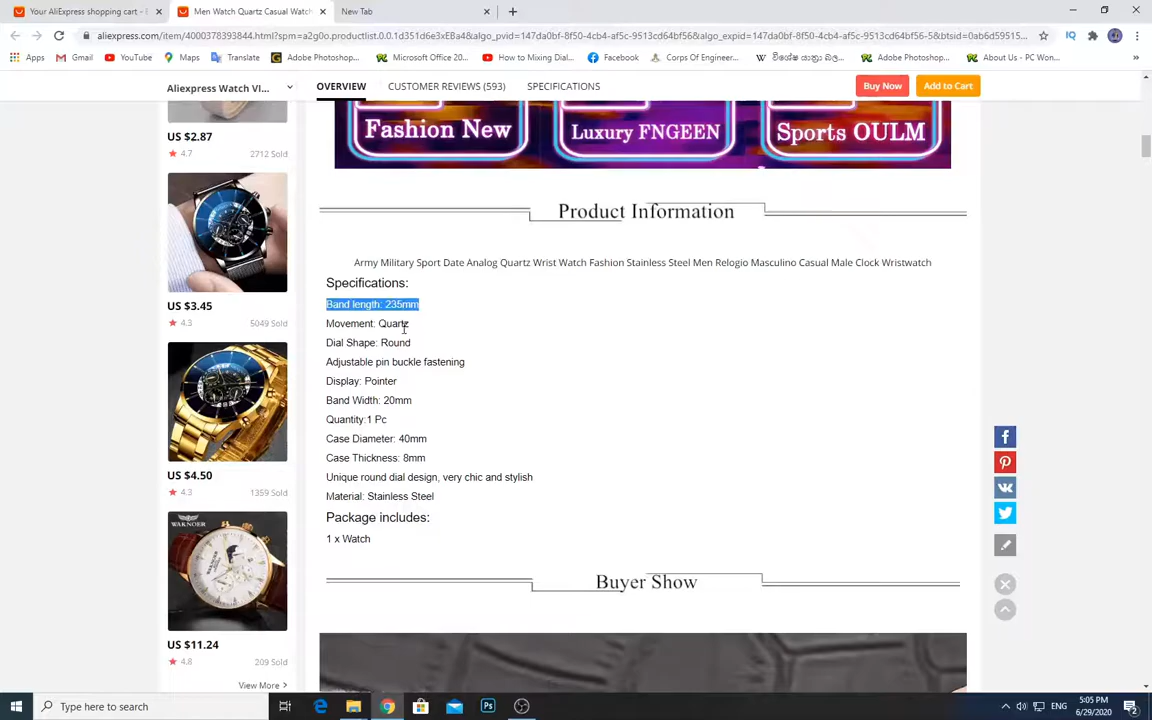 Your AliExpress shopping cart - E
Men Watch Quartz Casual Watch
New Tab
aliexpress.com/item/4000378393844.html?spm=a2g0o.productlist.0.0.1d351d6e3xEBa4&algo_pvid=147da0bf-8f50-4cb4-af5c-9513cd64bf56&algo_expid=147da0bf-8f50-4cb4-af5c-9513cd64bf56-5&btsid=0ab6d59515...
Apps
Gmail
YouTube
Maps
Translate
Adobe Photoshop...
Microsoft Office 20...
How to Mixing Dial...
Facebook
Corps Of Engineer...
විශේෂ යාත්‍රා බල...
Adobe Photoshop...
About Us - PC Won...
Aliexpress Watch VI...
OVERVIEW
CUSTOMER REVIEWS (593)
SPECIFICATIONS
Buy Now
Add to Cart
Fashion New
Luxury FNGEEN
Sports OULM
US $2.87
4.7
2712 Sold
US $3.45
4.3
5049 Sold
US $4.50
4.3
1359 Sold
WAKNOER
US $11.24
4.8
209 Sold
View More >
Product Information
Army Military Sport Date Analog Quartz Wrist Watch Fashion Stainless Steel Men Relogio Masculino Casual Male Clock Wristwatch
Specifications:
Band length: 235mm
Movement: Quartz
Dial Shape: Round
Adjustable pin buckle fastening
Display: Pointer
Band Width: 20mm
Quantity:1 Pc
Case Diameter: 40mm
Case Thickness: 8mm
Unique round dial design, very chic and stylish
Material: Stainless Steel
Package includes:
1 x Watch
Buyer Show
Type here to search
ENG
5:05 PM
6/29/2020